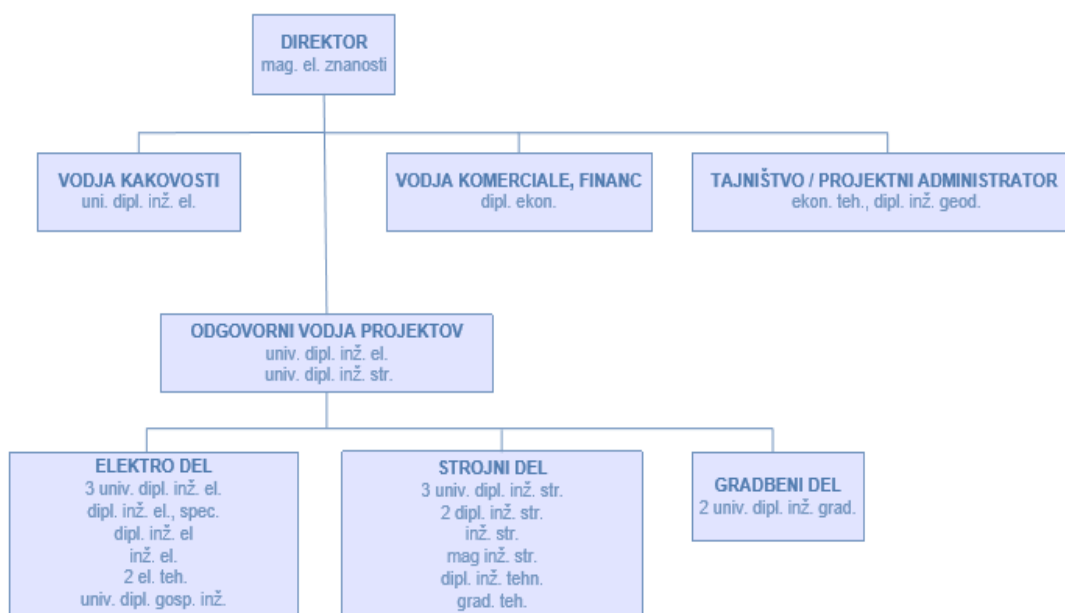 DIREKTOR
mag. el. znanosti
VODJA KAKOVOSTI
uni. dipl. inž. el.
VODJA KOMERCIALE, FINANC
dipl. ekon.
TAJNIŠTVO / PROJEKTNI ADMINISTRATOR
ekon. teh., dipl. inž. geod.
ODGOVORNI VODJA PROJEKTOV
univ. dipl. inž. el.
univ. dipl. inž. str.
ELEKTRO DEL
3 univ. dipl. inž. el.
dipl. inž. el., spec.
dipl. inž. el
inž. el.
2 el. teh.
univ. dipl. gosp. inž.
STROJNI DEL
3 univ. dipl. inž. str.
2 dipl. inž. str.
inž. str.
mag inž. str.
dipl. inž. tehn.
grad. teh.
GRADBENI DEL
2 univ. dipl. inž. grad.